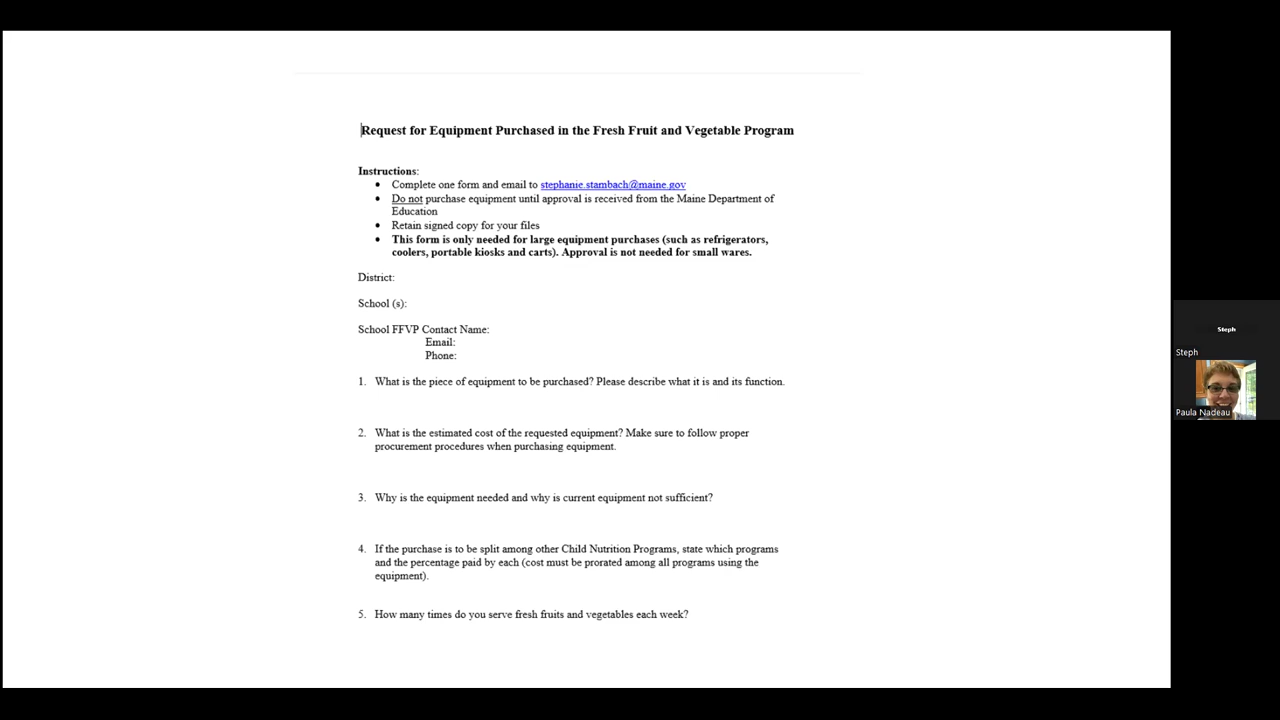 Request for Equipment Purchased in the Fresh Fruit and Vegetable Program
Instructions:
• Complete one form and email to stephanie.stambach@maine.gov
• Do not purchase equipment until approval is received from the Maine Department of
Education
• Retain signed copy for your files
• This form is only needed for large equipment purchases (such as refrigerators,
coolers, portable kiosks and carts). Approval is not needed for small wares.
District:
School (s):
School FFVP Contact Name:
Email:
Phone:
1. What is the piece of equipment to be purchased? Please describe what it is and its function.
2. What is the estimated cost of the requested equipment? Make sure to follow proper
procurement procedures when purchasing equipment.
3. Why is the equipment needed and why is current equipment not sufficient?
4. If the purchase is to be split among other Child Nutrition Programs, state which programs
and the percentage paid by each (cost must be prorated among all programs using the
equipment).
5. How many times do you serve fresh fruits and vegetables each week?
Steph
Steph
Paula Nadeau